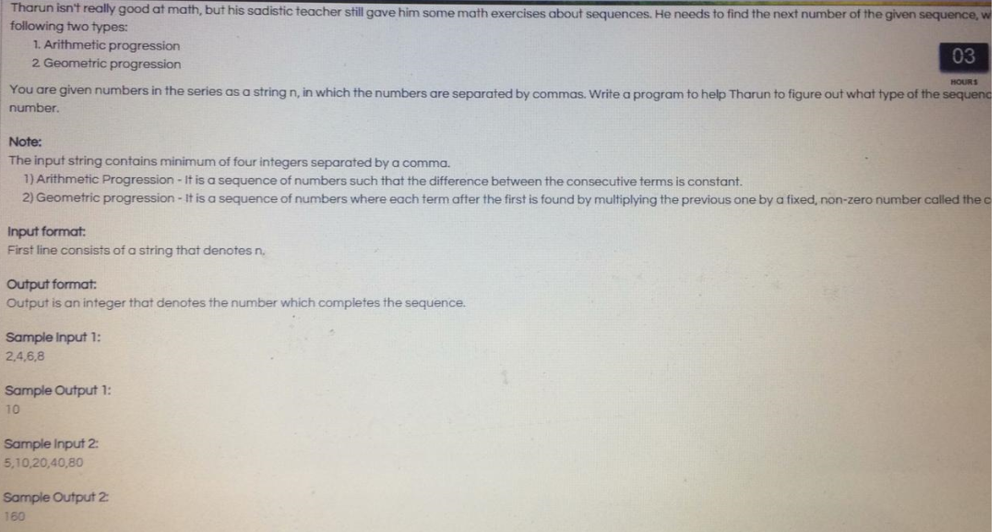 Tharun isn't really good at math, but his sadistic teacher still gave him some math exercises about sequences. He needs to find the next number of the given sequence,
following two types:
1. Arithmetic progression
2 Geometric progression
03
HOURS
You are given numbers in the series as a string n, in which the numbers are separated by commas. Write a program to help Tharun to figure out what type of the sequenc
number.
Note:
The input string contains minimum of four integers separated by a comma.
1) Arithmetic Progression - It is a sequence of numbers such that the difference between the consecutive terms is constant.
2) Geometric progression - It is a sequence of numbers where each term after the first is found by multiplying the previous one by a fixed, non-zero number called the c
Input format:
First line consists of a string that denotes n.
Output format:
Output is an integer that denotes the number which completes the sequence.
Sample Input 1:
2,4,6,8
Sample Output 1:
10
Sample Input 2:
5,10,20,40,80
Sample Output 2:
160